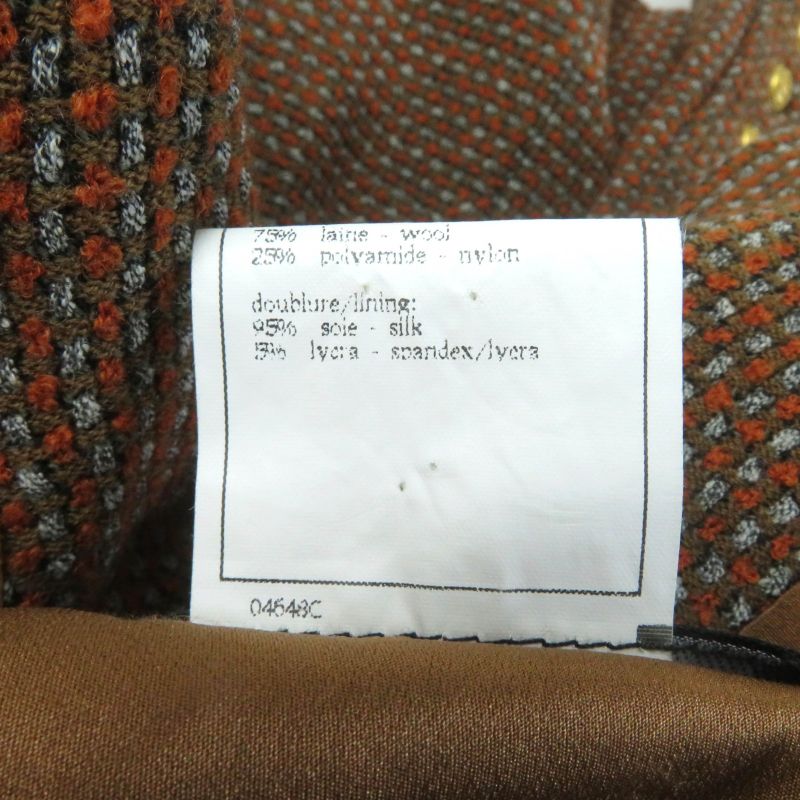 75% laine - wool
25% polyamide - nylon
doublure/lining:
95% soie - silk
5% lycra - spandex/lycra
04648C